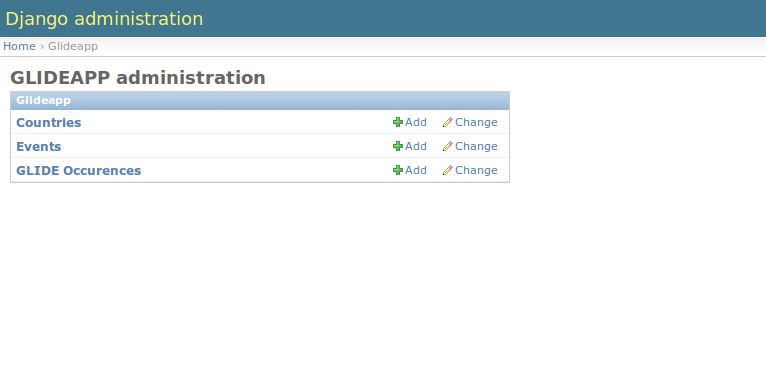 Django administration
Home › Glideapp
GLIDEAPP administration
Glideapp
Countries Add Change
Events Add Change
GLIDE Occurences Add Change